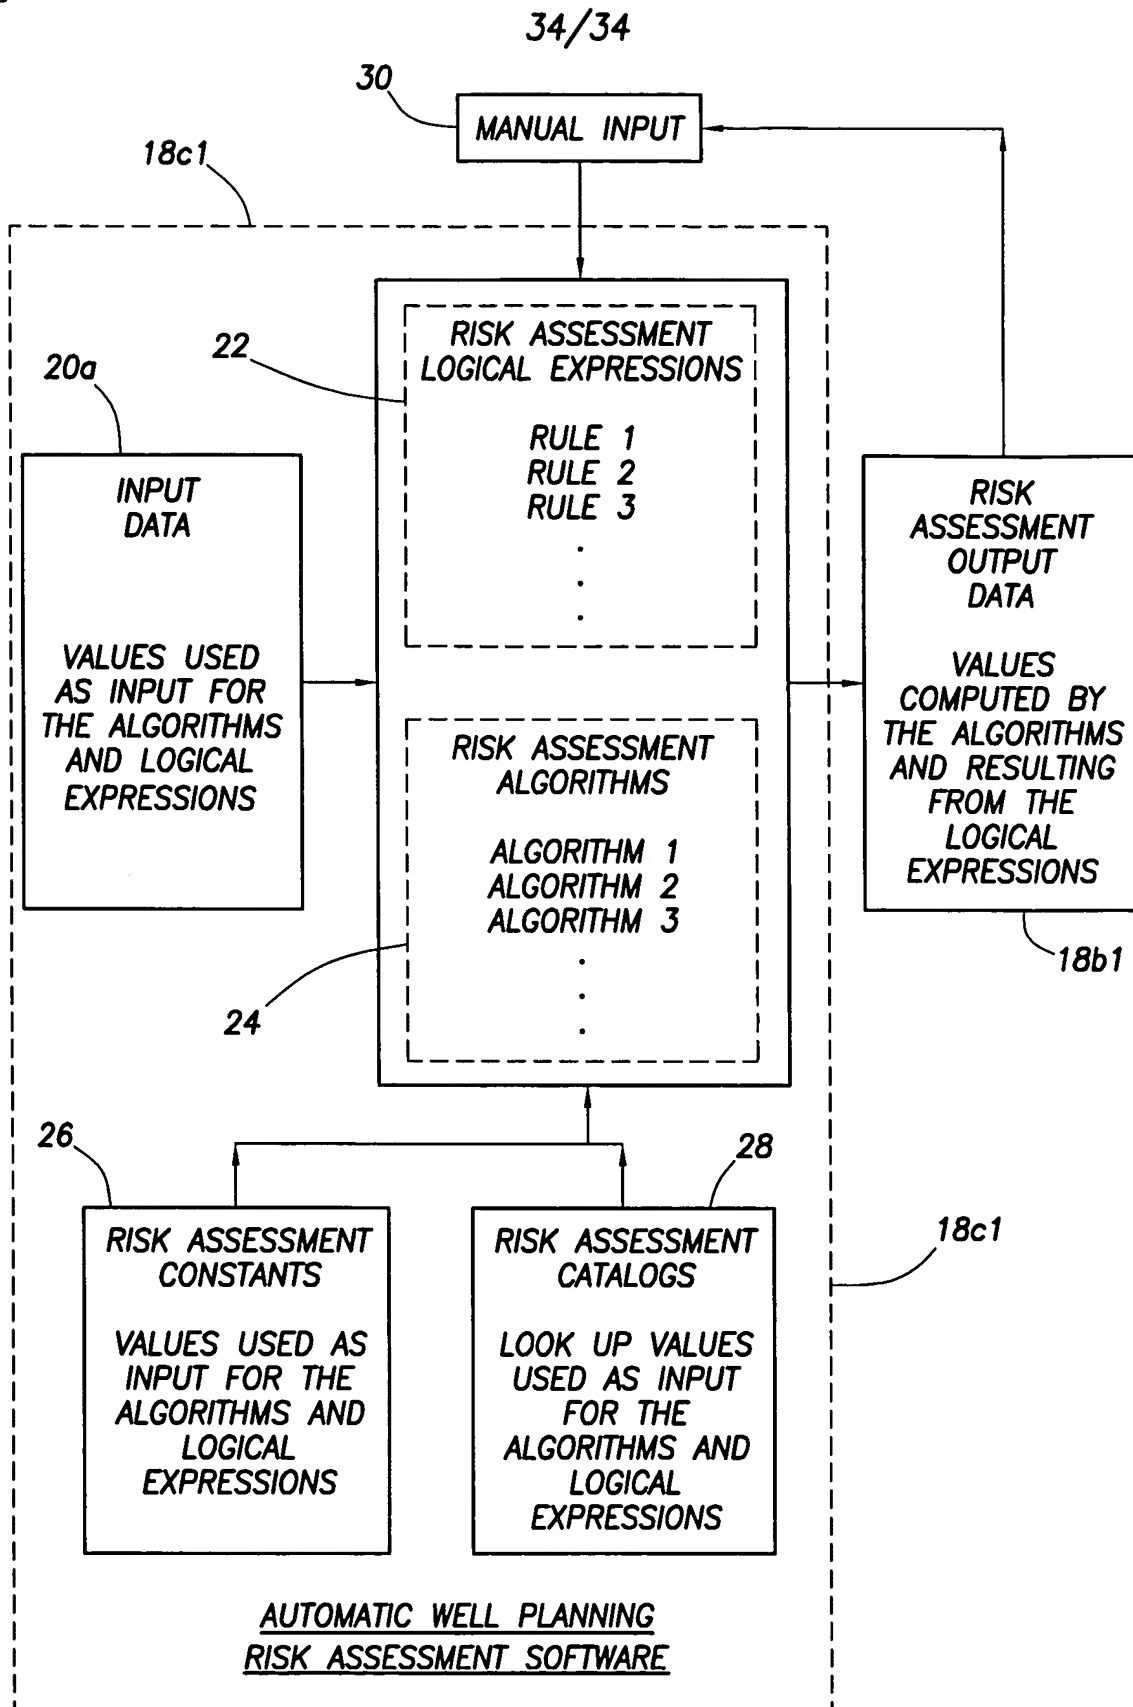 34/34
30
MANUAL INPUT
18c1
22
RISK ASSESSMENT
LOGICAL EXPRESSIONS
RULE 1
RULE 2
RULE 3
.
.
.
20a
INPUT
DATA
VALUES USED
AS INPUT FOR
THE ALGORITHMS
AND LOGICAL
EXPRESSIONS
RISK
ASSESSMENT
OUTPUT
DATA
VALUES
COMPUTED BY
THE ALGORITHMS
AND RESULTING
FROM THE
LOGICAL
EXPRESSIONS
18b1
RISK ASSESSMENT
ALGORITHMS
ALGORITHM 1
ALGORITHM 2
ALGORITHM 3
.
.
.
24
26
RISK ASSESSMENT
CONSTANTS
VALUES USED AS
INPUT FOR THE
ALGORITHMS AND
LOGICAL
EXPRESSIONS
28
RISK ASSESSMENT
CATALOGS
LOOK UP VALUES
USED AS INPUT
FOR THE
ALGORITHMS AND
LOGICAL
EXPRESSIONS
18c1
AUTOMATIC WELL PLANNING
RISK ASSESSMENT SOFTWARE